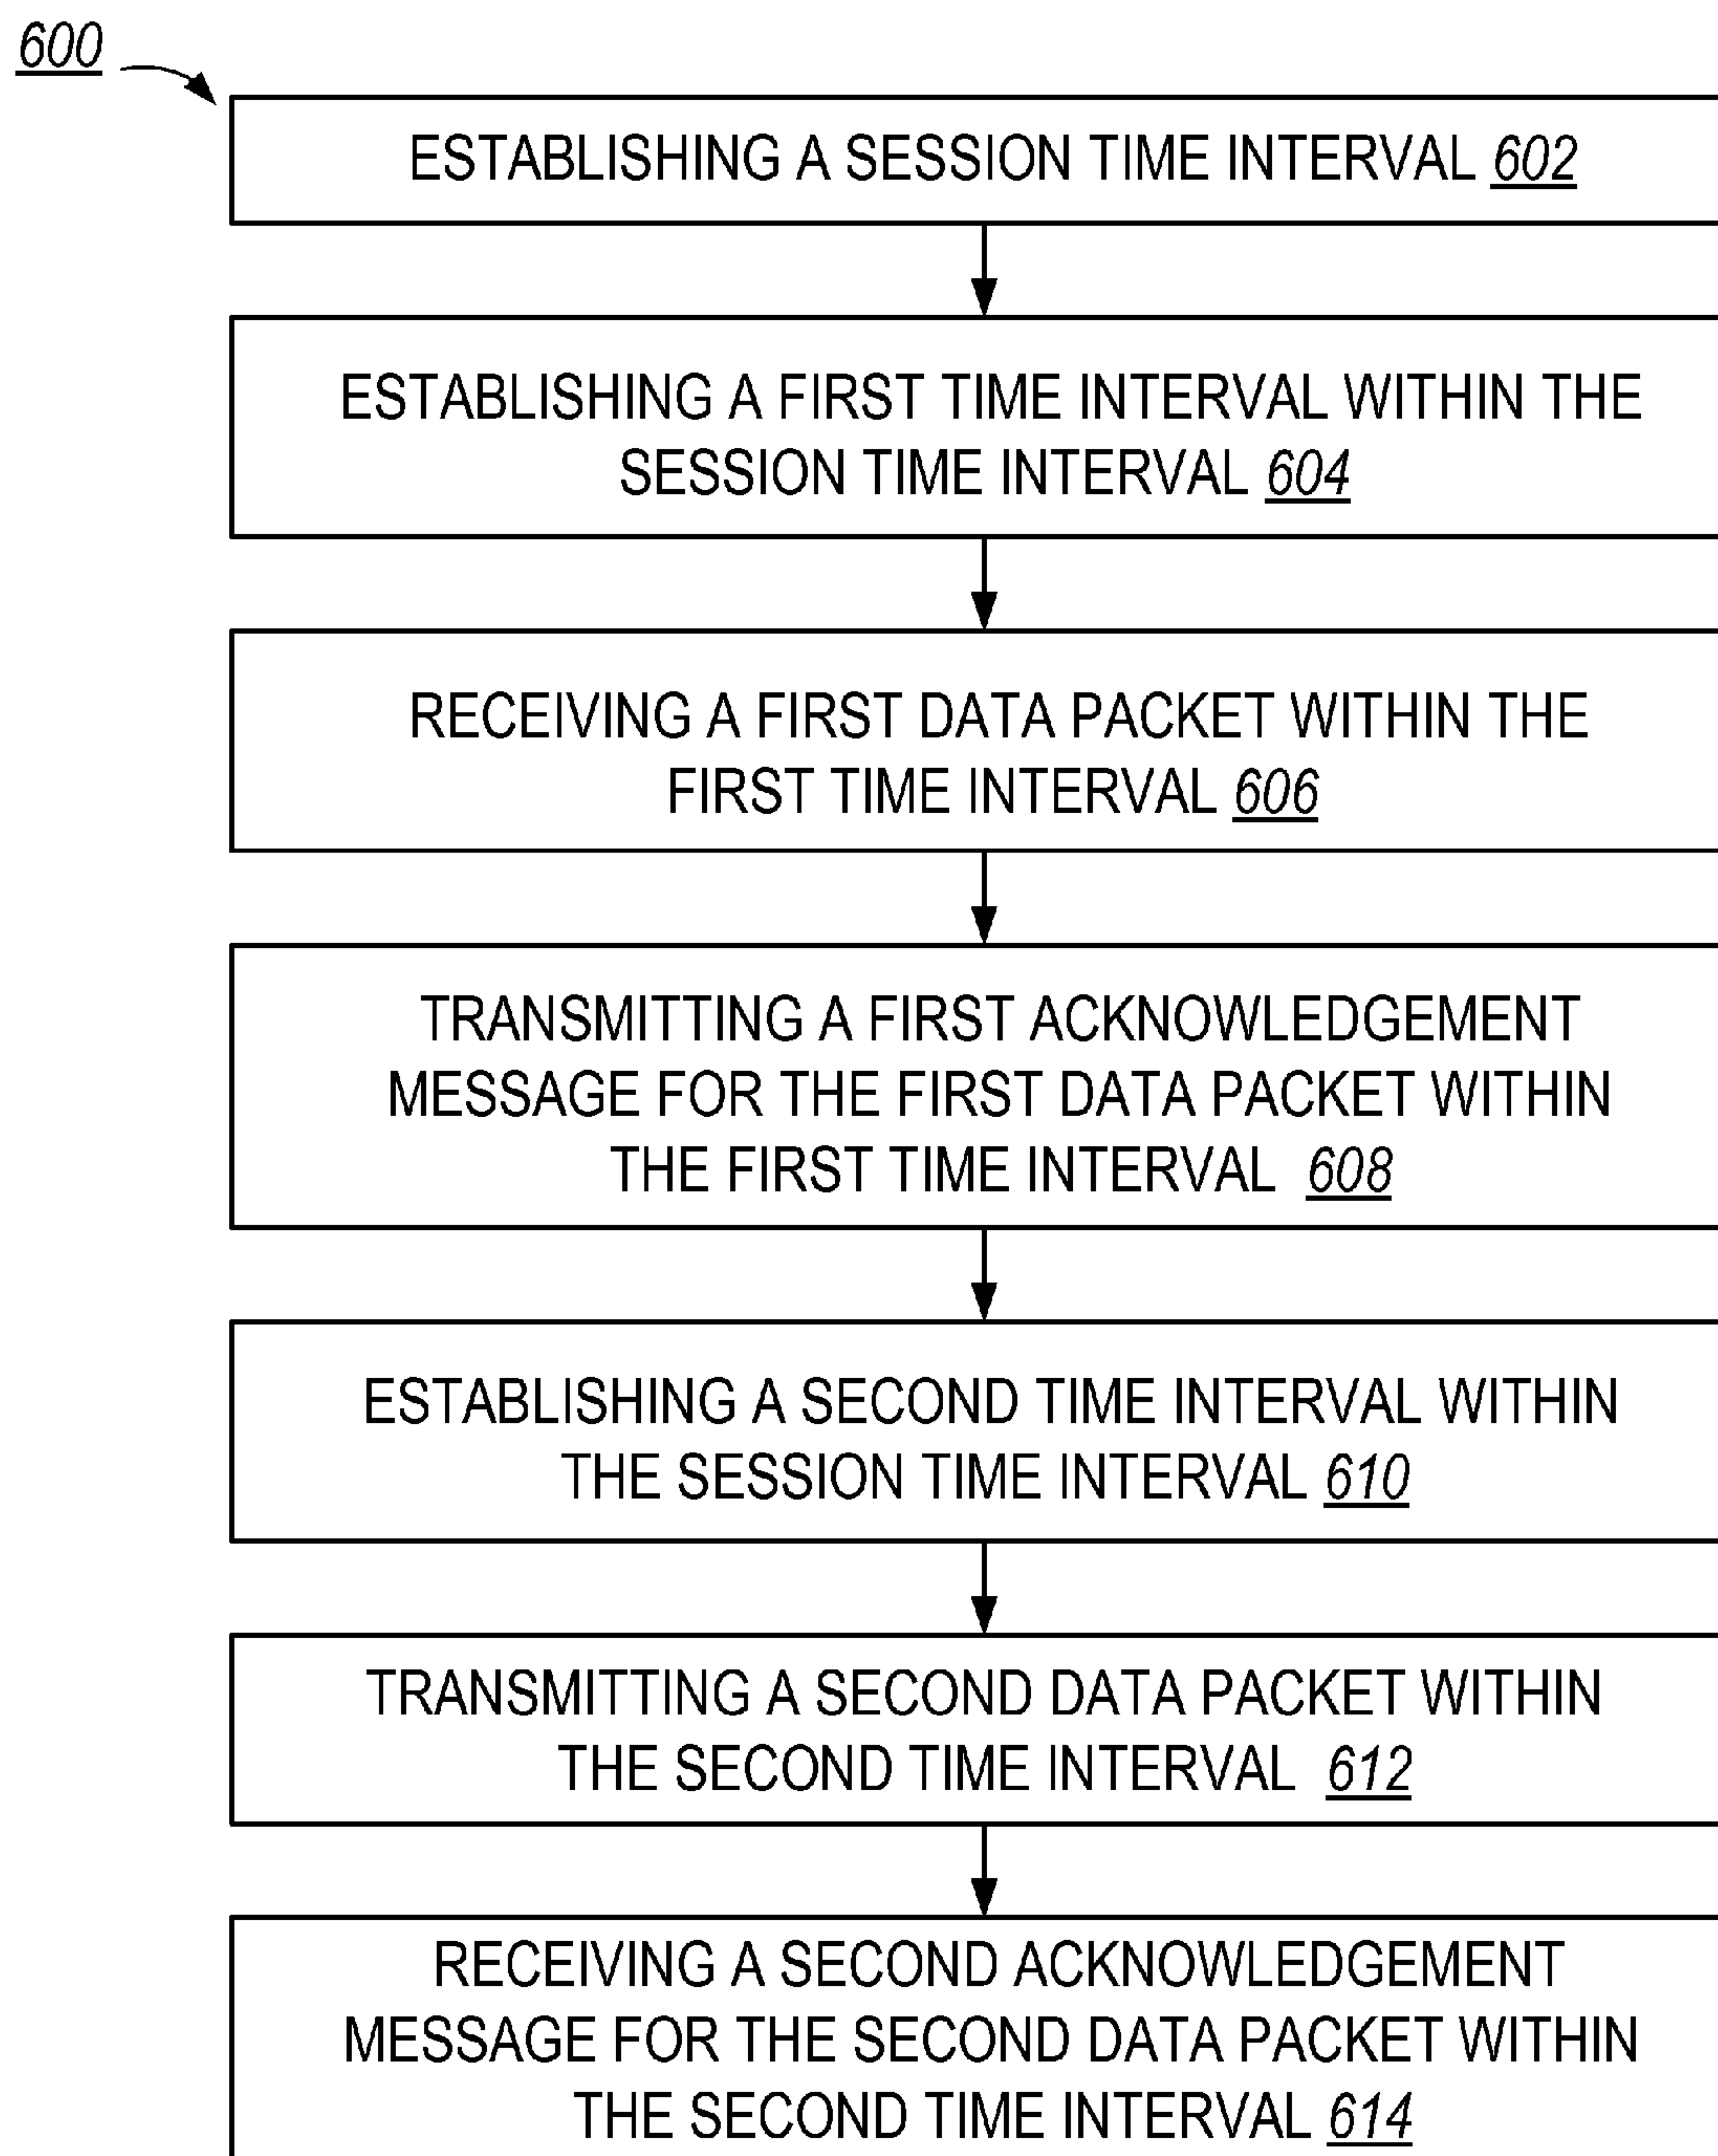 600
ESTABLISHING A SESSION TIME INTERVAL 602
ESTABLISHING A FIRST TIME INTERVAL WITHIN THE
SESSION TIME INTERVAL 604
RECEIVING A FIRST DATA PACKET WITHIN THE
FIRST TIME INTERVAL 606
TRANSMITTING A FIRST ACKNOWLEDGEMENT
MESSAGE FOR THE FIRST DATA PACKET WITHIN
THE FIRST TIME INTERVAL 608
ESTABLISHING A SECOND TIME INTERVAL WITHIN
THE SESSION TIME INTERVAL 610
TRANSMITTING A SECOND DATA PACKET WITHIN
THE SECOND TIME INTERVAL 612
RECEIVING A SECOND ACKNOWLEDGEMENT
MESSAGE FOR THE SECOND DATA PACKET WITHIN
THE SECOND TIME INTERVAL 614